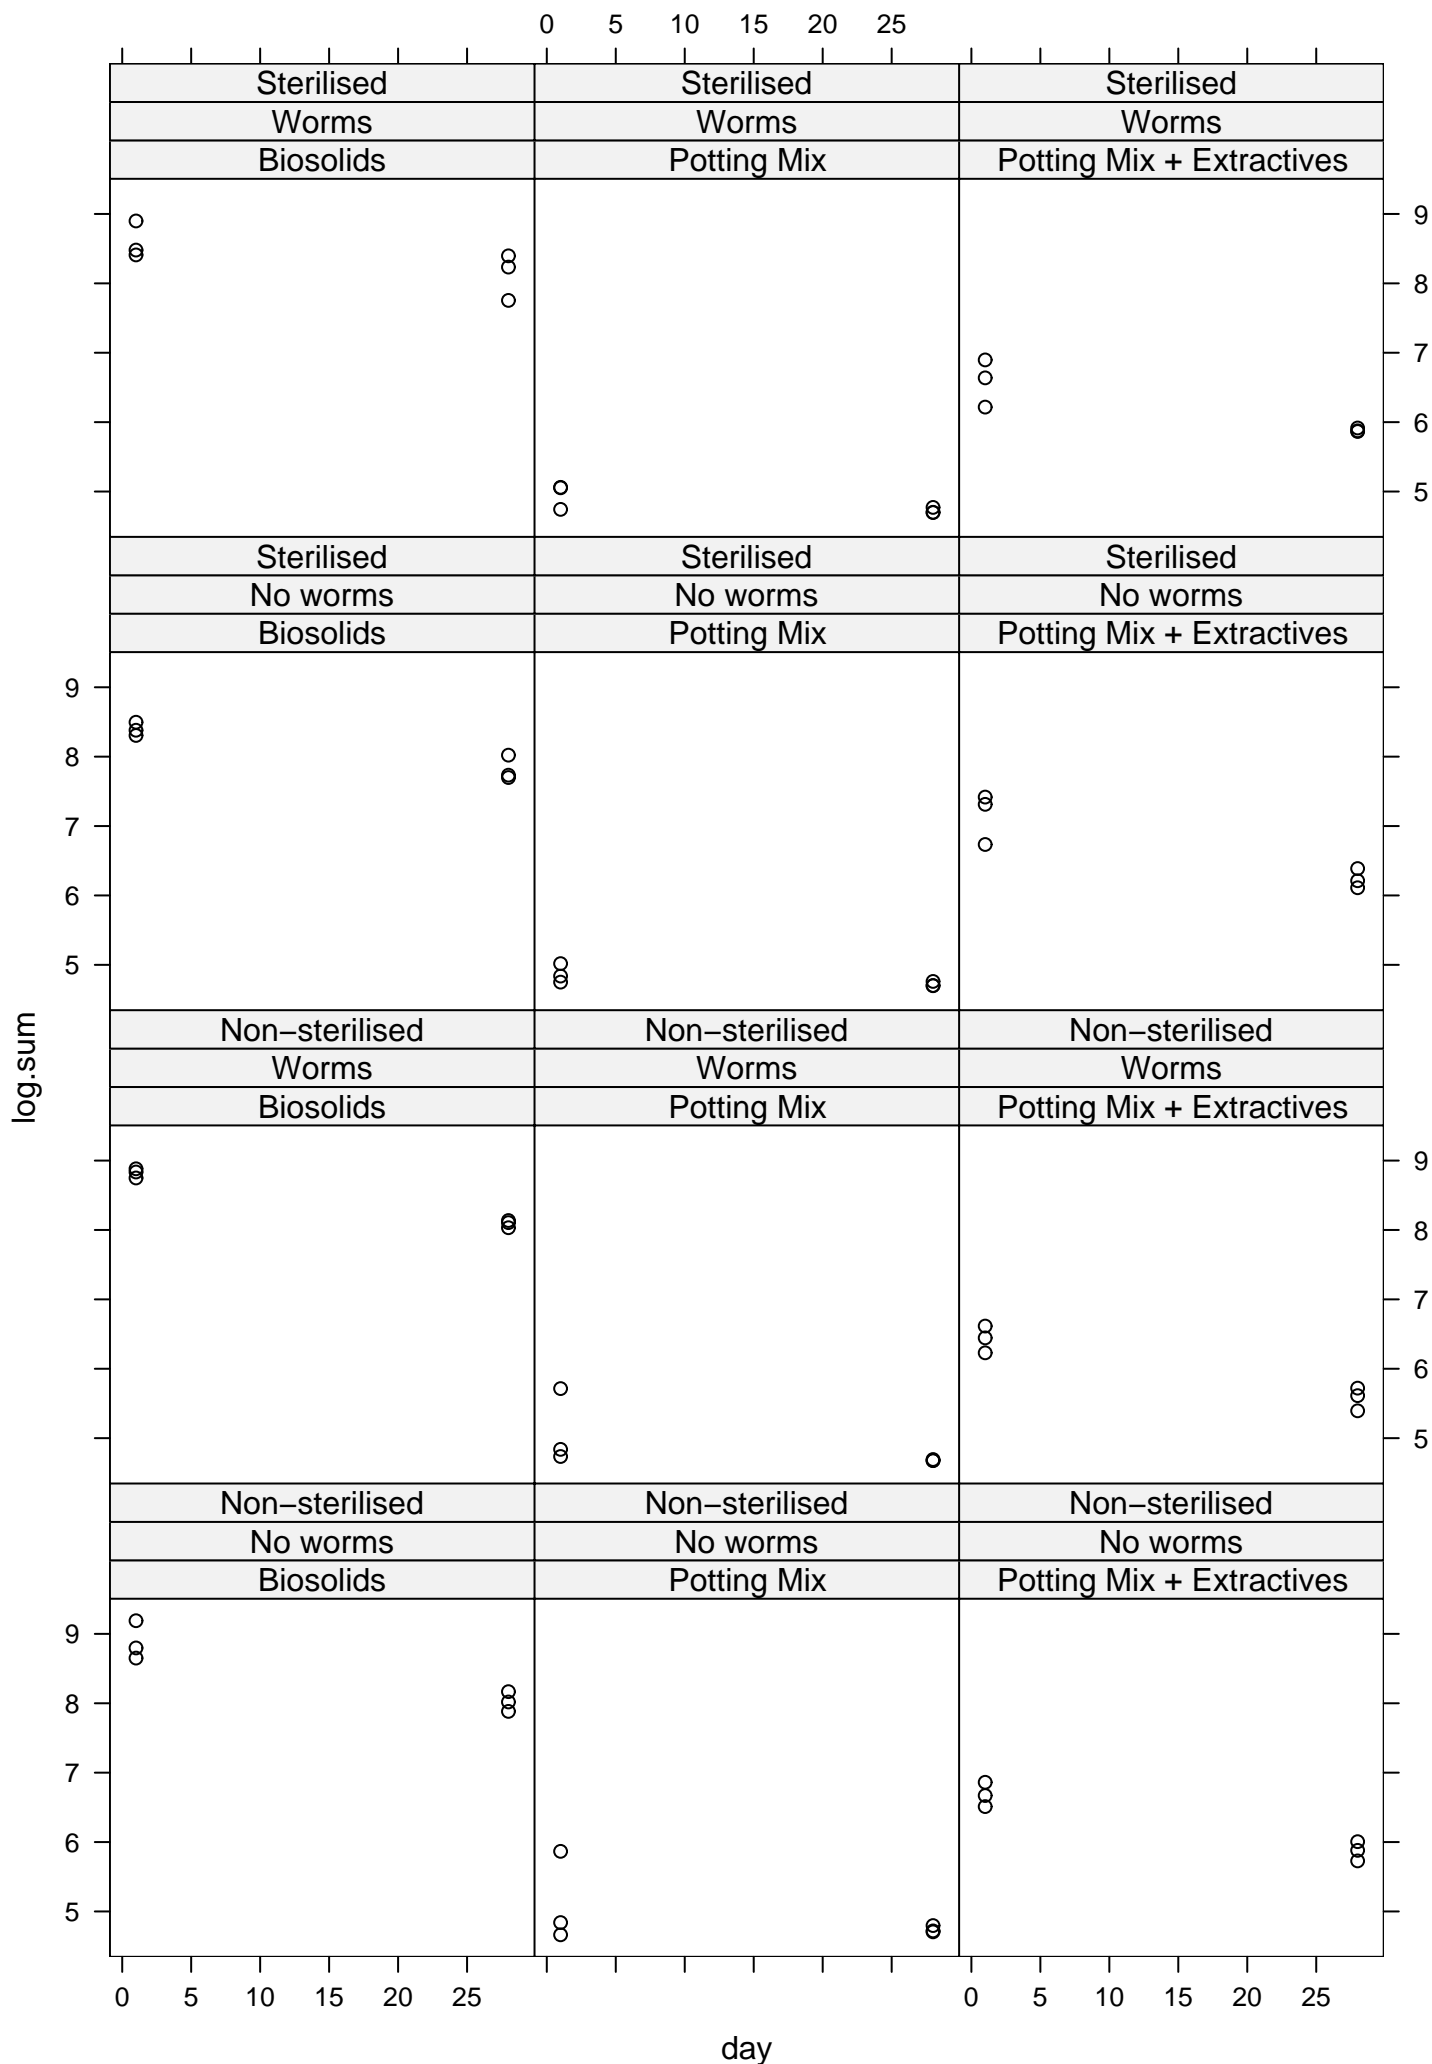 0 5 10 15 20 25
Sterilised Sterilised Sterilised
Worms Worms Worms
Biosolids Potting Mix Potting Mix + Extractives
9
8
7
6
5
Sterilised Sterilised Sterilised
No worms No worms No worms
Biosolids Potting Mix Potting Mix + Extractives
9
8
7
6
5
log.sum
Non−sterilised Non−sterilised Non−sterilised
Worms Worms Worms
Biosolids Potting Mix Potting Mix + Extractives
9
8
7
6
5
Non−sterilised Non−sterilised Non−sterilised
No worms No worms No worms
Biosolids Potting Mix Potting Mix + Extractives
9
8
7
6
5
0 5 10 15 20 25 0 5 10 15 20 25
day